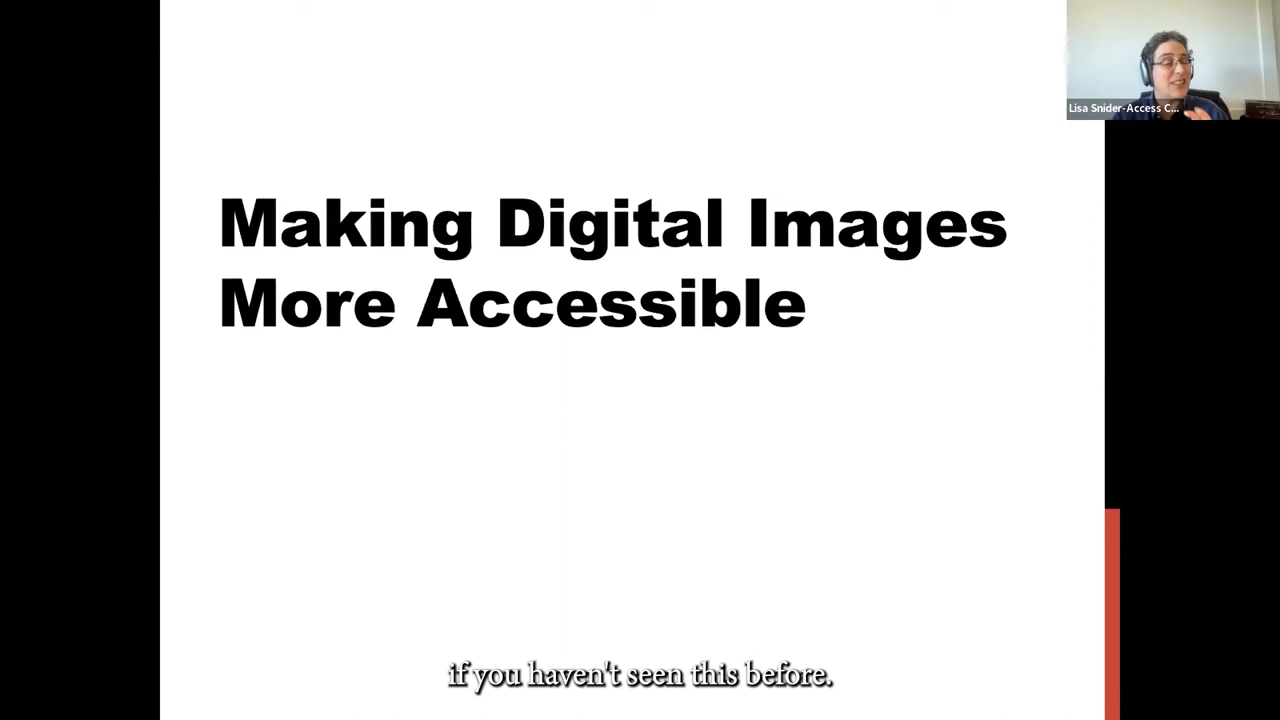 Lisa Snider-Access C...
Making Digital Images
More Accessible
if you haven't seen this before.